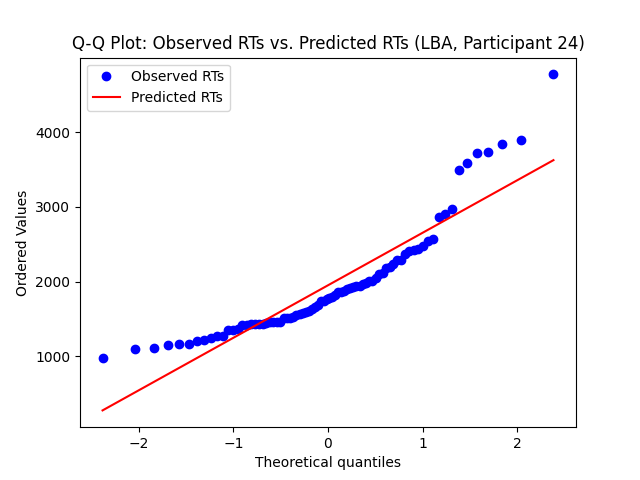 Q-Q Plot: Observed RTs vs. Predicted RTs (LBA, Participant 24)
Observed RTs
Predicted RTs
4000
3000
2000
1000
Ordered Values
−2
−1
0
1
2
Theoretical quantiles